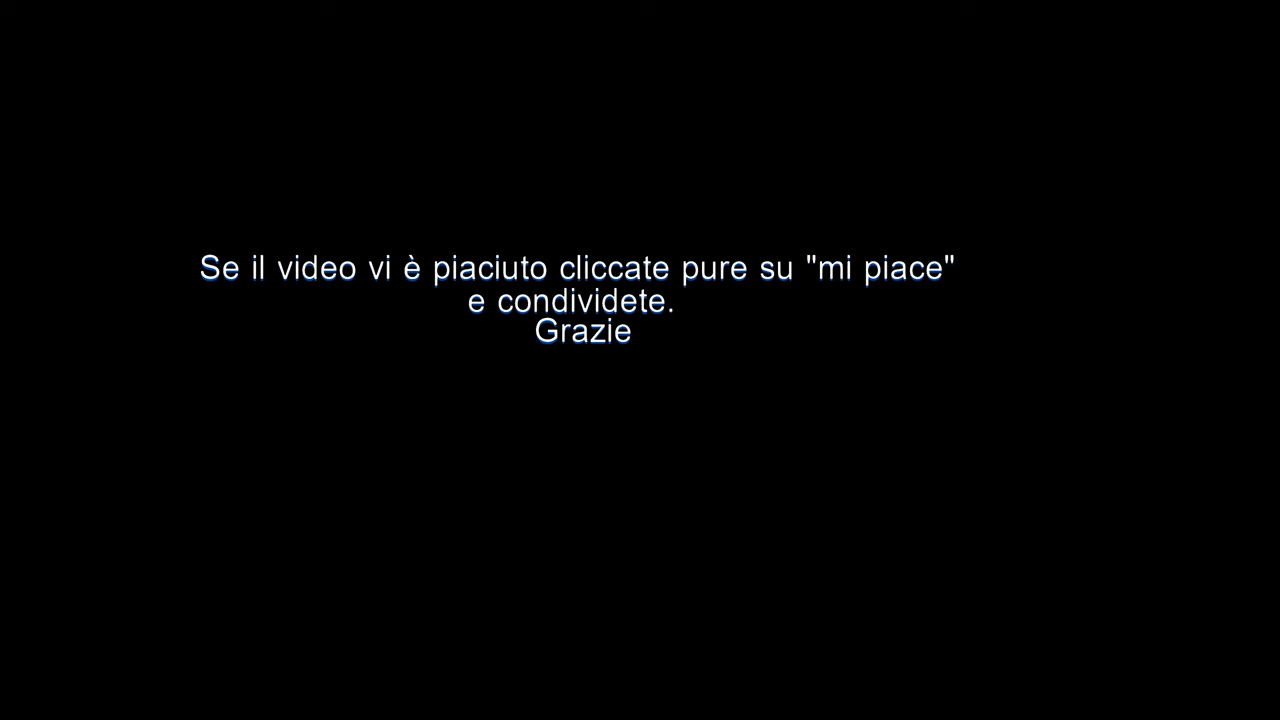 Se il video vi è piaciuto cliccate pure su "mi piace"
e condividete.
Grazie